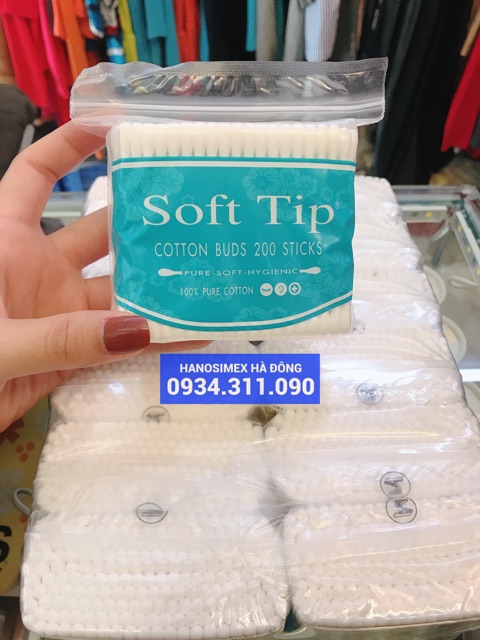 Soft Tip®
COTTON BUDS 200 STICKS
PURE-SOFT-HYGIENIC
100% PURE COTTON
HANOSIMEX HÀ ĐÔNG
0934.311.090